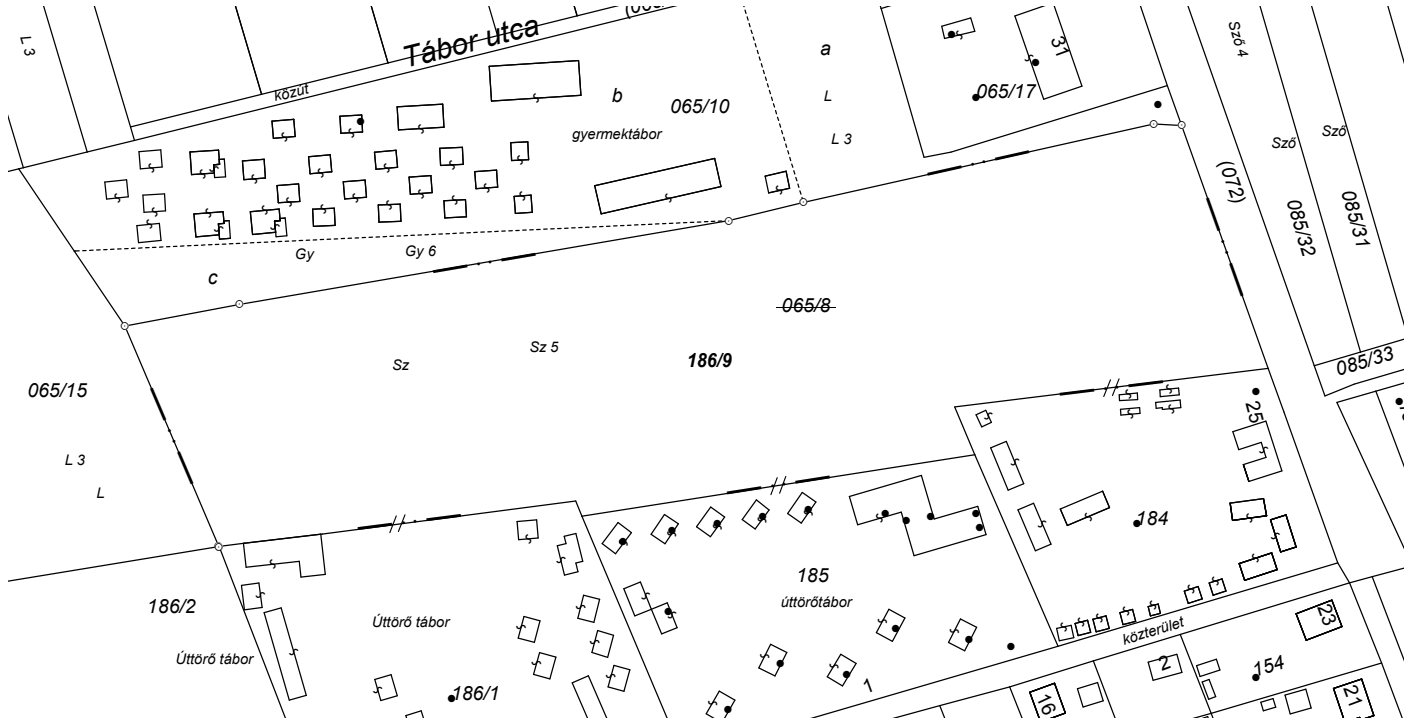 L 3
Tábor utca
közút
a
31
Sző 4
b
065/10
L
065/17
gyermektábor
L 3
Sző
Sző
(072)
085/32
085/31
Gy
Gy 6
c
065/8
Sz 5
Sz
186/9
085/33
065/15
25
L 3
L
184
185
186/2
úttörőtábor
Úttörő tábor
23
közterület
Úttörő tábor
2
154
1
186/1
16
21